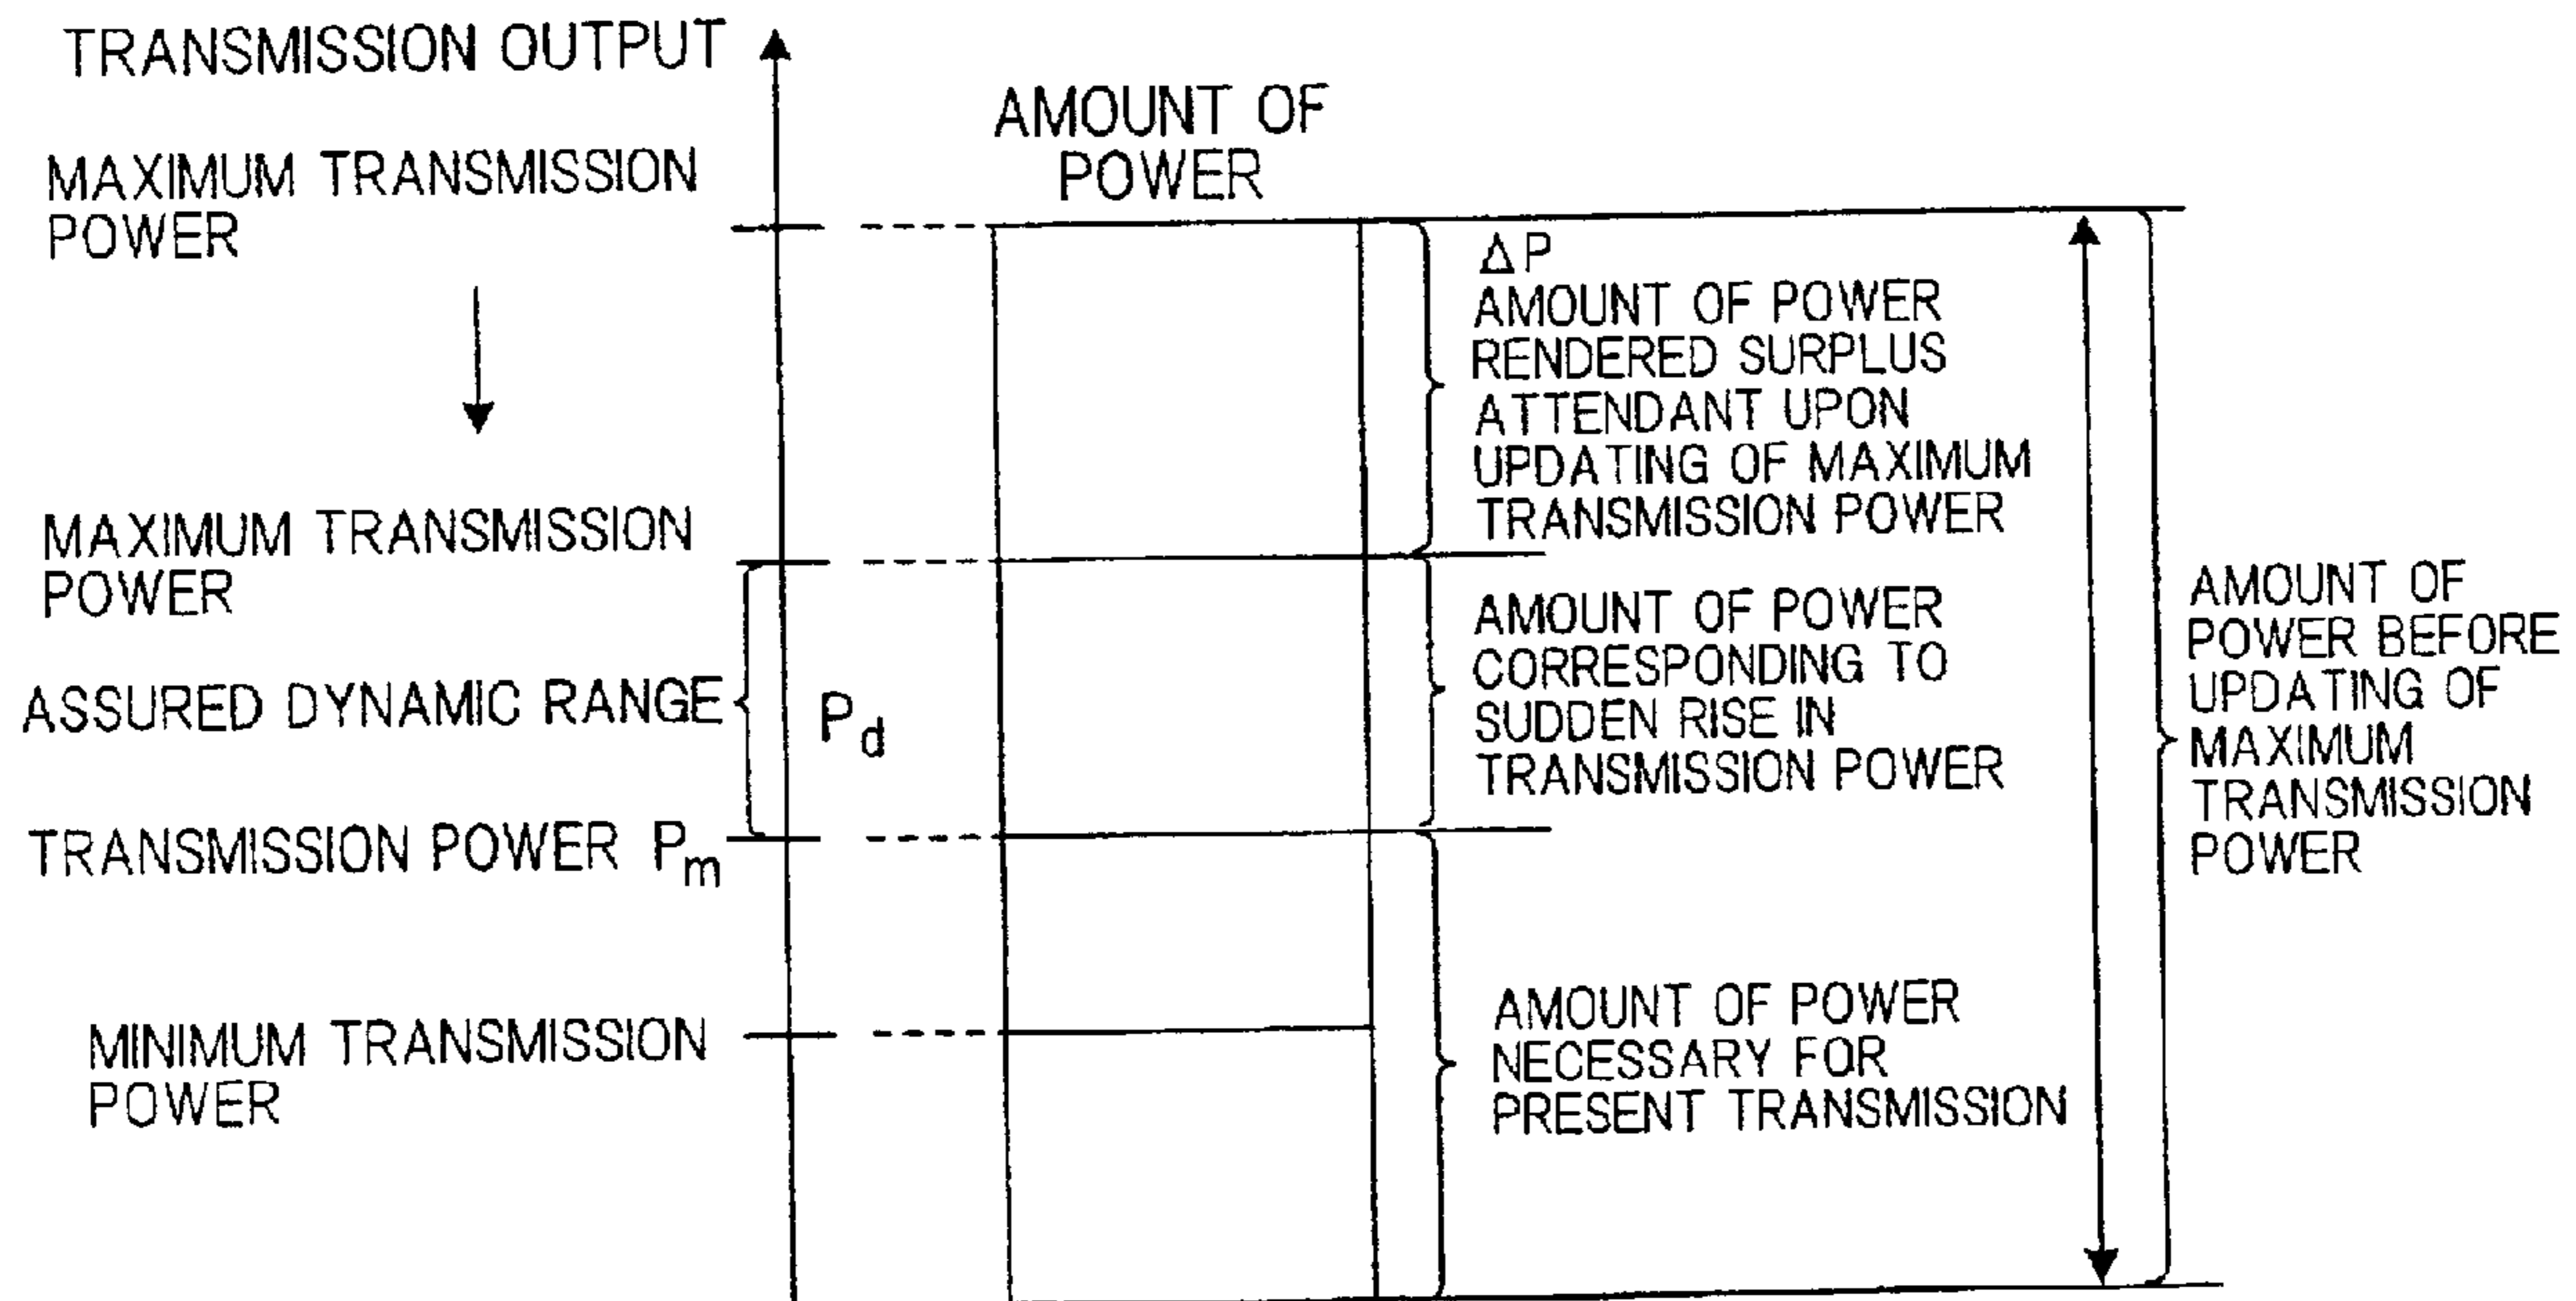 TRANSMISSION OUTPUT
AMOUNT OF
POWER
MAXIMUM TRANSMISSION
POWER
ΔP
AMOUNT OF POWER
RENDERED SURPLUS
ATTENDANT UPON
UPDATING OF MAXIMUM
TRANSMISSION POWER
MAXIMUM TRANSMISSION
POWER
ASSURED DYNAMIC RANGE
Pd
AMOUNT OF POWER
CORRESPONDING TO
SUDDEN RISE IN
TRANSMISSION POWER
AMOUNT OF
POWER BEFORE
UPDATING OF
MAXIMUM
TRANSMISSION
POWER
TRANSMISSION POWER Pm
MINIMUM TRANSMISSION
POWER
AMOUNT OF POWER
NECESSARY FOR
PRESENT TRANSMISSION